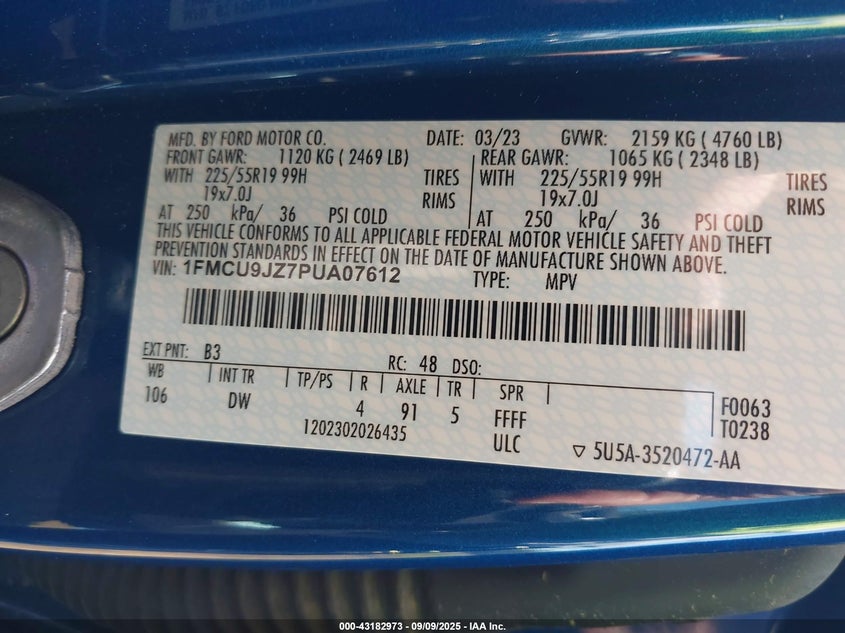 MFD. BY FORD MOTOR CO. DATE: 03/23 GVWR: 2159 KG ( 4760 LB)
FRONT GAWR: 1120 KG ( 2469 LB) REAR GAWR: 1065 KG ( 2348 LB)
WITH 225/55R19 99H TIRES WITH 225/55R19 99H TIRES
19x7.0J RIMS 19x7.0J RIMS
AT 250 kPa/ 36 PSI COLD AT 250 kPa/ 36 PSI COLD
THIS VEHICLE CONFORMS TO ALL APPLICABLE FEDERAL MOTOR VEHICLE SAFETY AND THEFT
PREVENTION STANDARDS IN EFFECT ON THE DATE OF MANUFACTURE SHOWN ABOVE.
VIN: 1FMCU9JZ7PUA07612 TYPE: MPV
EXT PNT: B3 RC: 48 DSO:
WB INT TR TP/PS R AXLE TR SPR
106 DW 4 91 5 FFFF F0063
1202302026435 ULC T0238
5U5A-3520472-AA
000-43182973 - 09/09/2025 - IAA Inc.